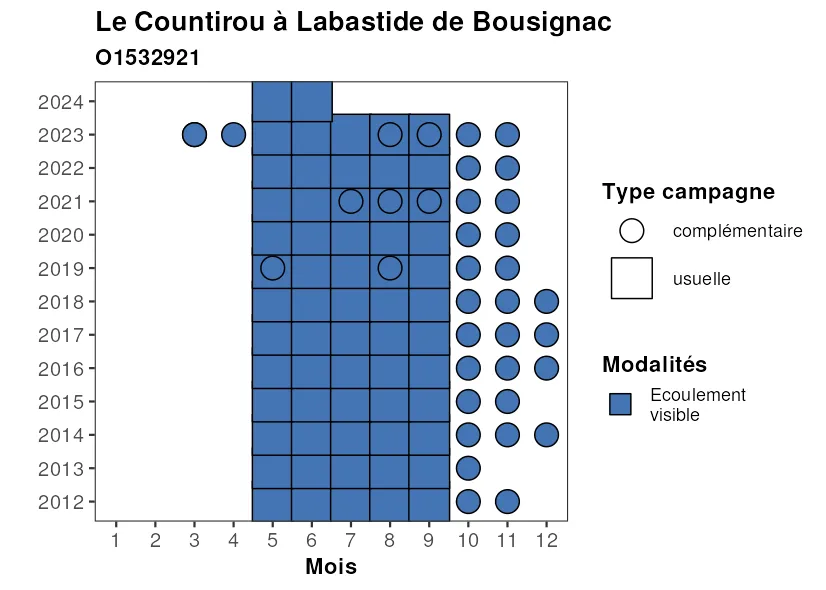 Le Countirou à Labastide de Bousignac
O1532921
2024
2023
2022
2021
2020
2019
2018
2017
2016
2015
2014
2013
2012
1 2 3 4 5 6 7 8 9 10 11 12
Mois
Type campagne
complémentaire
usuelle
Modalités
Ecoulement
visible